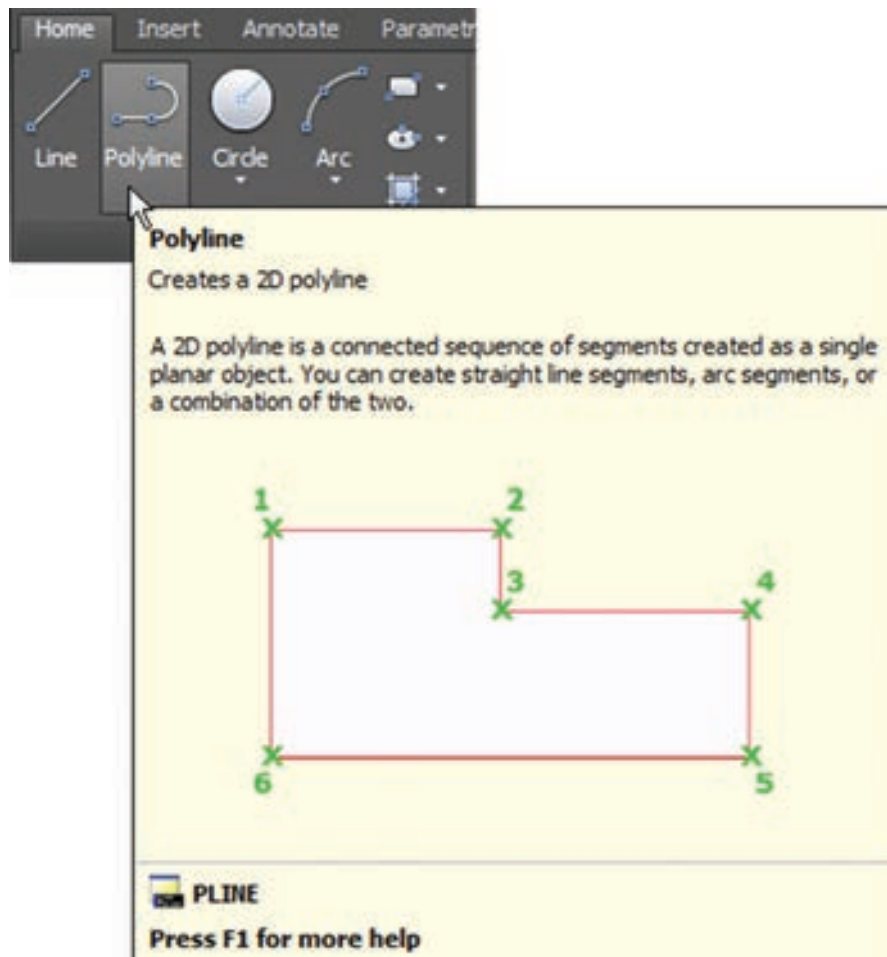 Home Insert Annotate Parametr
Line Polyline Circle Arc
Polyline
Creates a 2D polyline
A 2D polyline is a connected sequence of segments created as a single
planar object. You can create straight line segments, arc segments, or
a combination of the two.
1 2
3 4
6 5
PLINE
Press F1 for more help